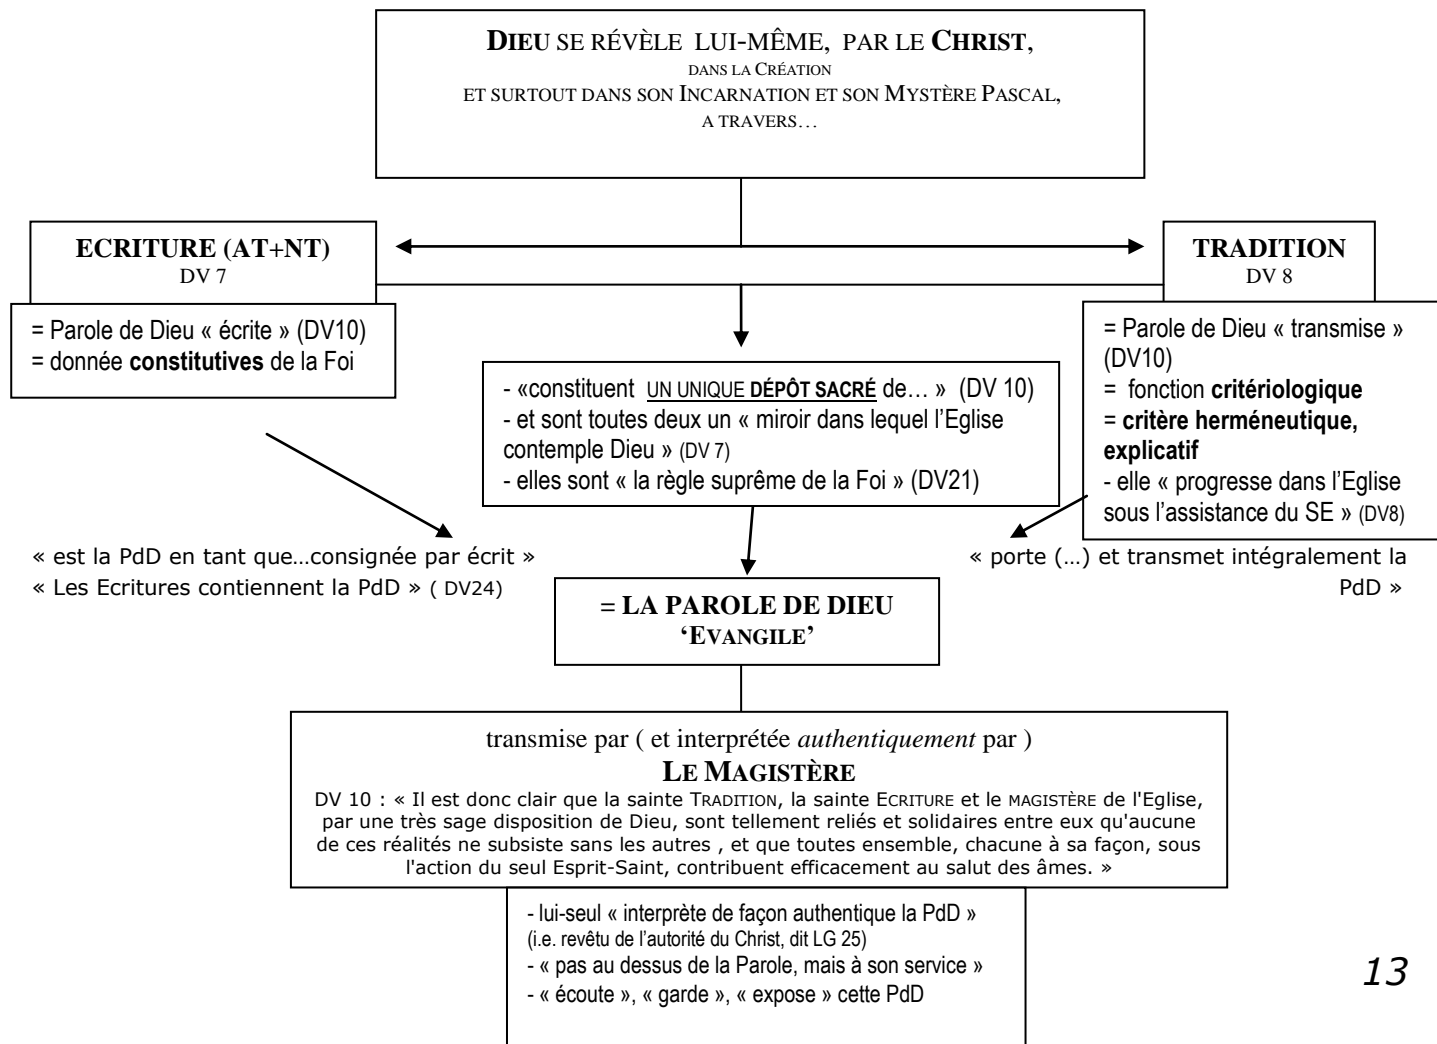 DIEU SE RÉVÈLE LUI-MÊME, PAR LE CHRIST,
DANS LA CRÉATION
ET SURTOUT DANS SON INCARNATION ET SON MYSTÈRE PASCAL,
A TRAVERS…
ECRITURE (AT+NT)
DV 7
= Parole de Dieu « écrite » (DV10)
= donnée constitutives de la Foi
TRADITION
DV 8
= Parole de Dieu « transmise »
(DV10)
= fonction critériologique
= critère herméneutique,
explicatif
- elle « progresse dans l’Eglise
sous l’assistance du SE » (DV8)
- «constituent UN UNIQUE DÉPÔT SACRÉ de… » (DV 10)
- et sont toutes deux un « miroir dans lequel l’Eglise
contemple Dieu » (DV 7)
- elles sont « la règle suprême de la Foi » (DV21)
« est la PdD en tant que…consignée par écrit »
« Les Ecritures contiennent la PdD » ( DV24)
« porte (…) et transmet intégralement la
PdD »
= LA PAROLE DE DIEU
‘EVANGILE’
transmise par ( et interprétée authentiquement par )
LE MAGISTÈRE
DV 10 : « Il est donc clair que la sainte TRADITION, la sainte ECRITURE et le MAGISTÈRE de l'Eglise,
par une très sage disposition de Dieu, sont tellement reliés et solidaires entre eux qu'aucune
de ces réalités ne subsiste sans les autres , et que toutes ensemble, chacune à sa façon, sous
l'action du seul Esprit-Saint, contribuent efficacement au salut des âmes. »
- lui-seul « interprète de façon authentique la PdD »
(i.e. revêtu de l’autorité du Christ, dit LG 25)
- « pas au dessus de la Parole, mais à son service »
- « écoute », « garde », « expose » cette PdD
13